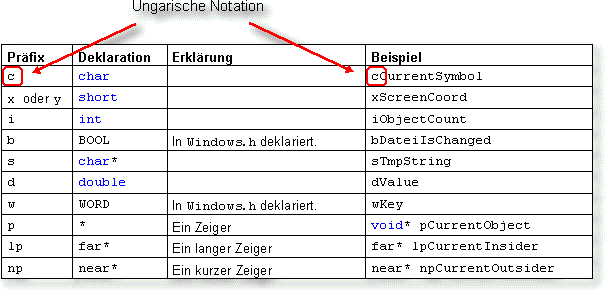 Ungarische Notation
Präfix Deklaration Erklärung Beispiel
c char cCurrentSymbol
x oder y short xScreenCoord
i int iObjectCount
b BOOL In Windows.h deklariert. bDateiIsChanged
s char* sTmpString
d double dValue
w WORD In Windows.h deklariert. wKey
p * Ein Zeiger void* pCurrentObject
lp far* Ein langer Zeiger far* lpCurrentInsider
np near* Ein kurzer Zeiger near* npCurrentOutsider